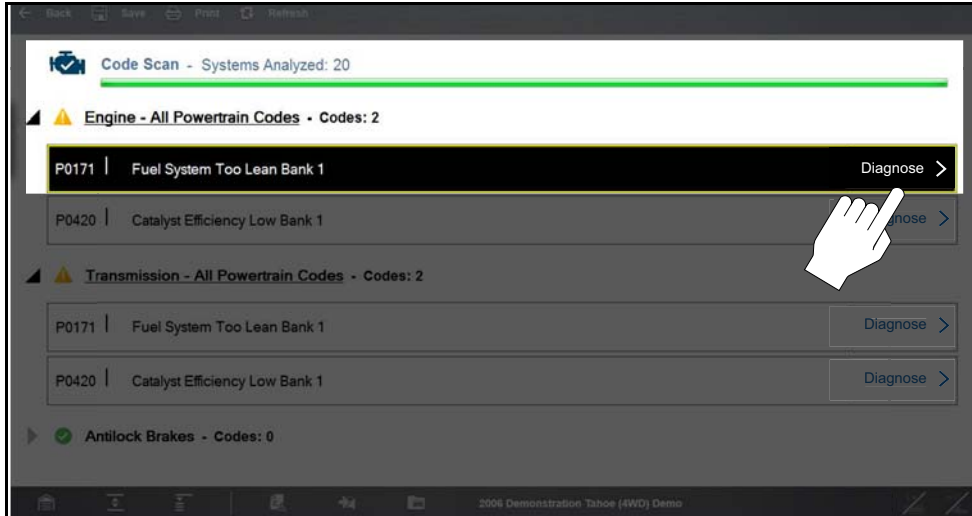 Back Save Print Refresh
Code Scan - Systems Analyzed: 20
Engine - All Powertrain Codes - Codes: 2
P0171 Fuel System Too Lean Bank 1 Diagnose
P0420 Catalyst Efficiency Low Bank 1
Transmission - All Powertrain Codes - Codes: 2
P0171 Fuel System Too Lean Bank 1 Diagnose
P0420 Catalyst Efficiency Low Bank 1 Diagnose
Antilock Brakes - Codes: 0
2006 Demonstration Tahoe (4WD) Demo